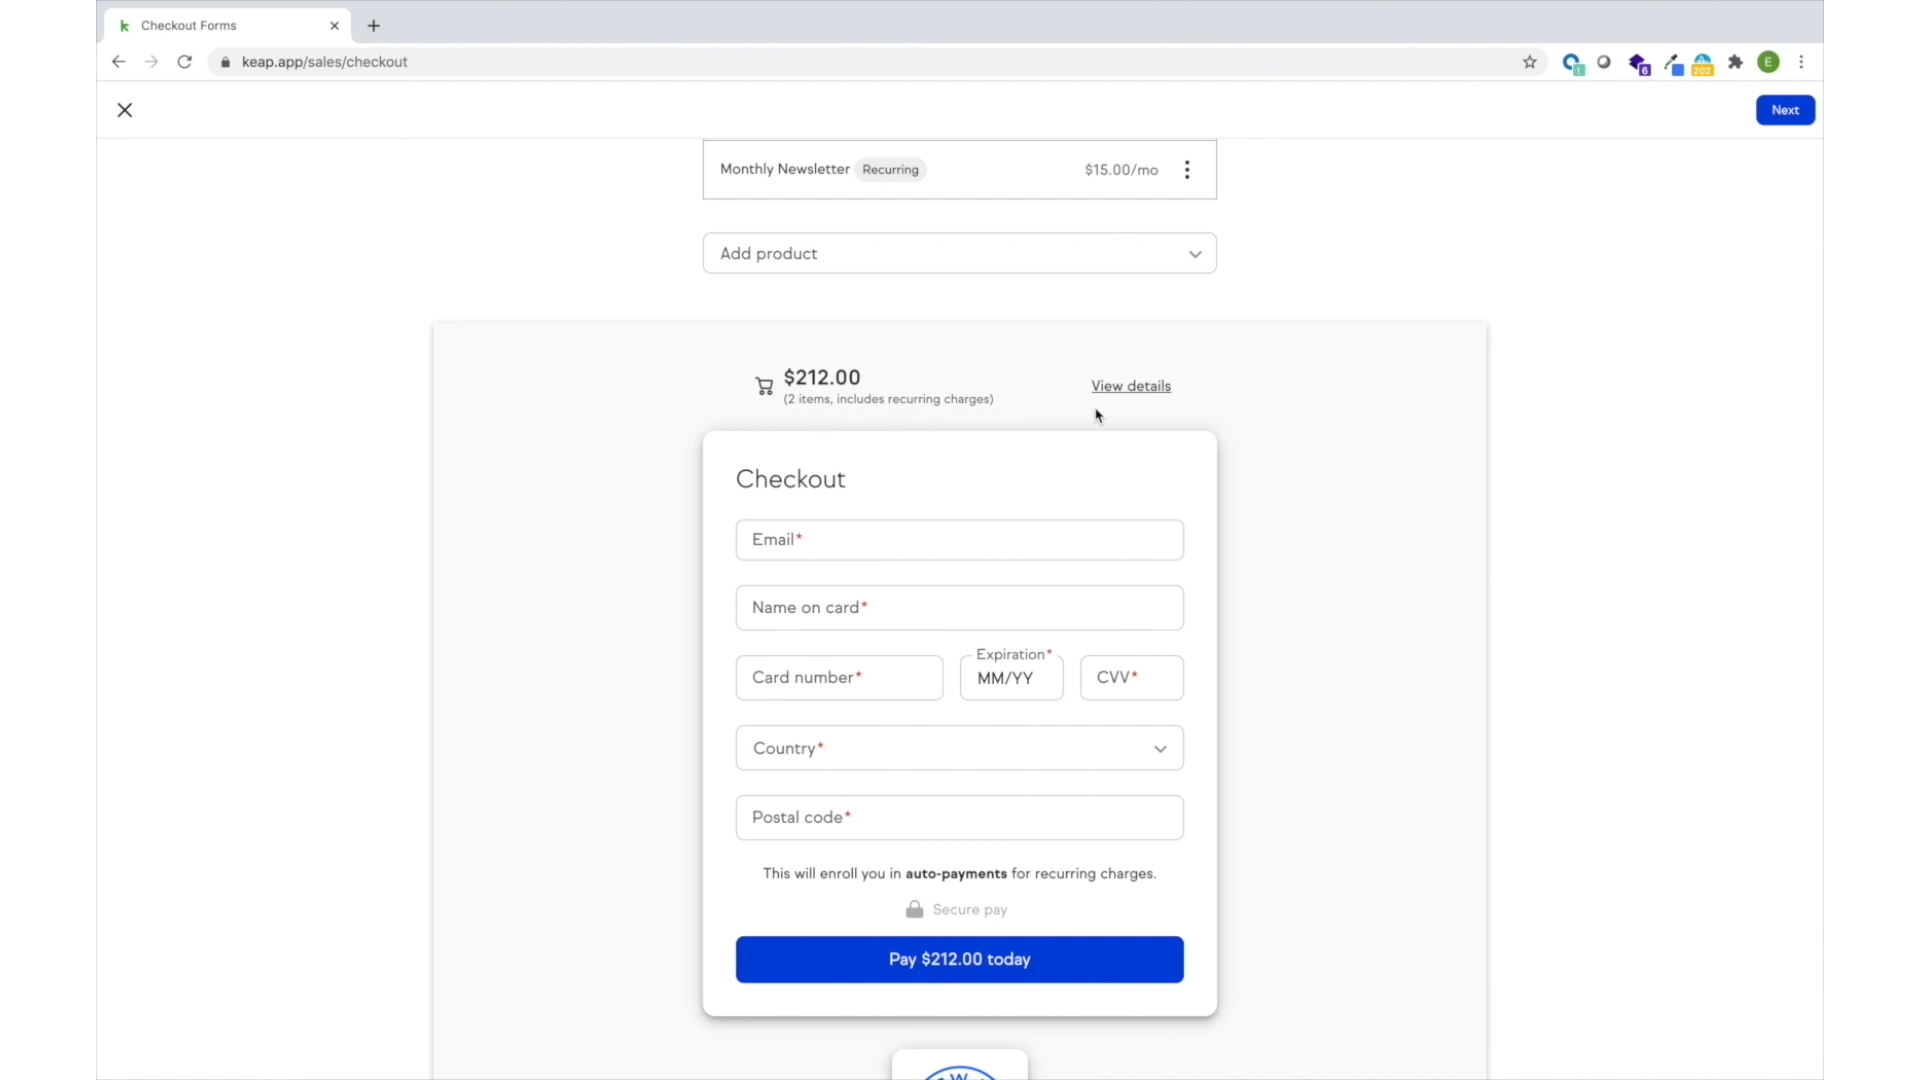 Checkout Forms
keap.app/sales/checkout
6
202
E
Next
Monthly Newsletter Recurring $15.00/mo
Add product
$212.00
(2 items, includes recurring charges)
View details
Checkout
Email*
Name on card*
Card number*
Expiration*
MM/YY
CVV*
Country*
Postal code*
This will enroll you in auto-payments for recurring charges.
Secure pay
Pay $212.00 today
W